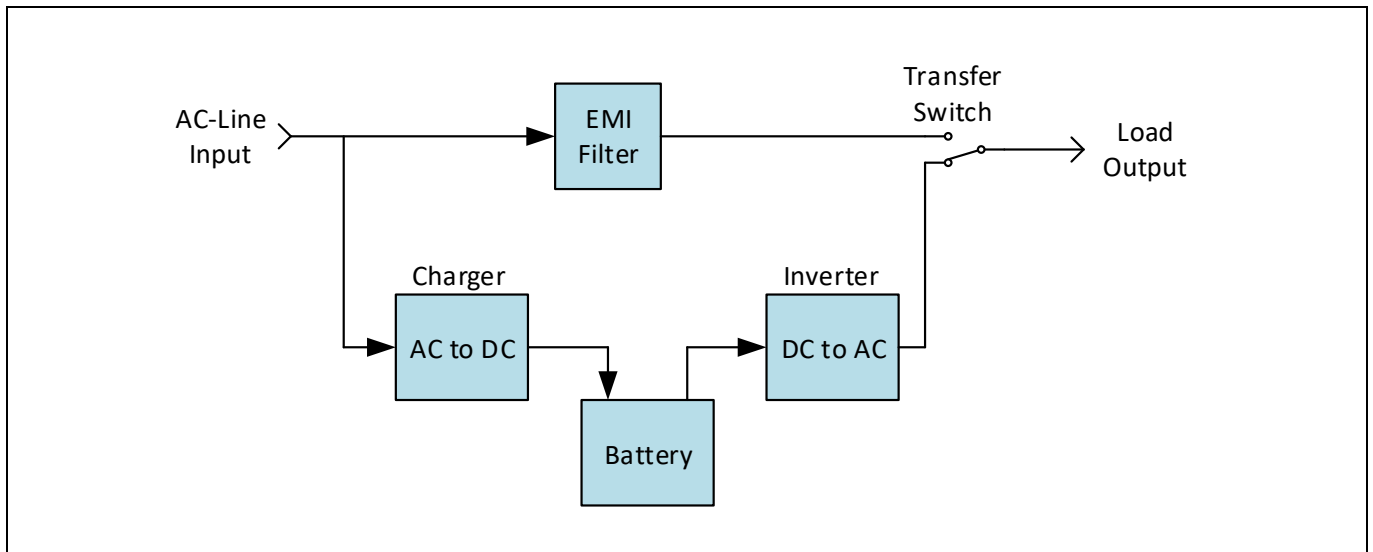 AC-Line
Input
EMI
Filter
Transfer
Switch
Load
Output
Charger
AC to DC
Battery
Inverter
DC to AC